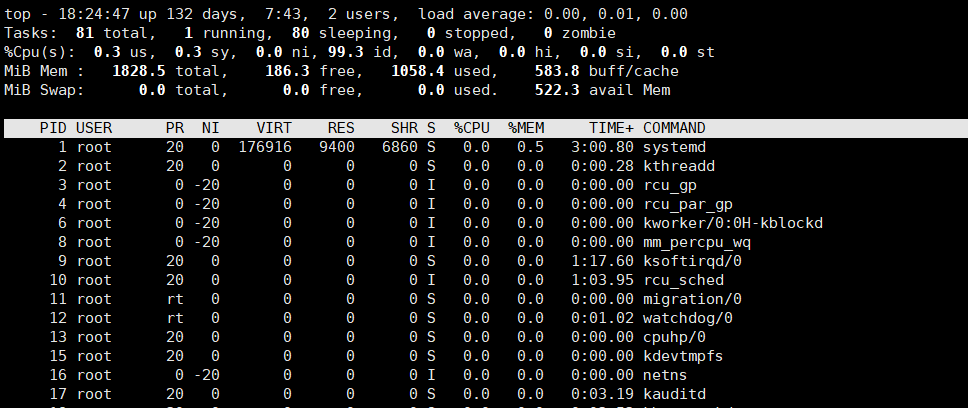 top - 18:24:47 up 132 days,  7:43,  2 users,  load average: 0.00, 0.01, 0.00
Tasks:  81 total,   1 running,  80 sleeping,   0 stopped,   0 zombie
%Cpu(s):  0.3 us,  0.3 sy,  0.0 ni, 99.3 id,  0.0 wa,  0.0 hi,  0.0 si,  0.0 st
MiB Mem :   1828.5 total,    186.3 free,   1058.4 used,    583.8 buff/cache
MiB Swap:      0.0 total,      0.0 free,      0.0 used.    522.3 avail Mem
    PID USER      PR  NI    VIRT    RES    SHR S  %CPU  %MEM     TIME+ COMMAND
      1 root      20   0  176916   9400   6860 S   0.0   0.5   3:00.80 systemd
      2 root      20   0       0      0      0 S   0.0   0.0   0:00.28 kthreadd
      3 root       0 -20       0      0      0 I   0.0   0.0   0:00.00 rcu_gp
      4 root       0 -20       0      0      0 I   0.0   0.0   0:00.00 rcu_par_gp
      6 root       0 -20       0      0      0 I   0.0   0.0   0:00.00 kworker/0:0H-kblockd
      8 root       0 -20       0      0      0 I   0.0   0.0   0:00.00 mm_percpu_wq
      9 root      20   0       0      0      0 S   0.0   0.0   1:17.60 ksoftirqd/0
     10 root      20   0       0      0      0 I   0.0   0.0   1:03.95 rcu_sched
     11 root      rt   0       0      0      0 S   0.0   0.0   0:00.00 migration/0
     12 root      rt   0       0      0      0 S   0.0   0.0   0:01.02 watchdog/0
     13 root      20   0       0      0      0 S   0.0   0.0   0:00.00 cpuhp/0
     15 root      20   0       0      0      0 S   0.0   0.0   0:00.00 kdevtmpfs
     16 root       0 -20       0      0      0 I   0.0   0.0   0:00.00 netns
     17 root      20   0       0      0      0 S   0.0   0.0   0:03.19 kauditd